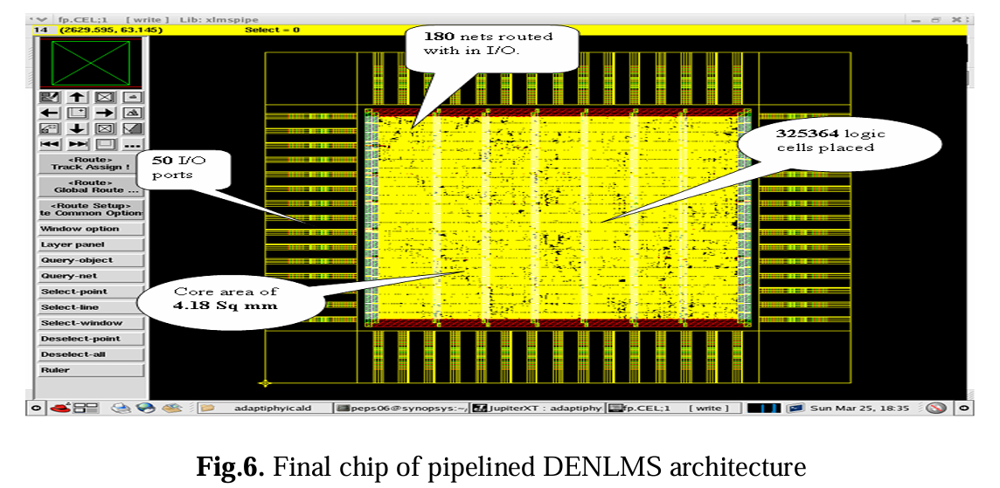 fp.CEL;1 [ write ] Lib: xlmspipe
14 (2629.595, 63.145) Select = 0
180 nets routed
with in I/O.
325364 logic
cells placed
<Route>
Track Assign !
50 I/O
ports
<Route>
Global Route ...
<Route Setup>
te Common Option
Window option
Layer panel
Query-object
Query-net
Select-point
Core area of
4.18 Sq mm
Select-line
Select-window
Deselect-point
Deselect-all
Ruler
adaptiphyicald peps06@synopsys:~, JupiterXT : adaptiphy fp.CEL;1 [ write ] Sun Mar 25, 18:35
Fig.6. Final chip of pipelined DENLMS architecture